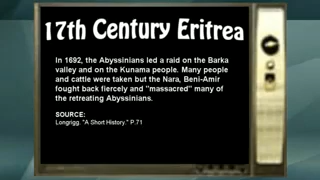 17th Century Eritrea
In 1692, the Abyssinians led a raid on the Barka
valley and on the Kunama people. Many people
and cattle were taken but the Nara, Beni-Amir
fought back fiercely and "massacred" many of
the retreating Abyssinians.
SOURCE:
Longrigg. "A Short History." P.71